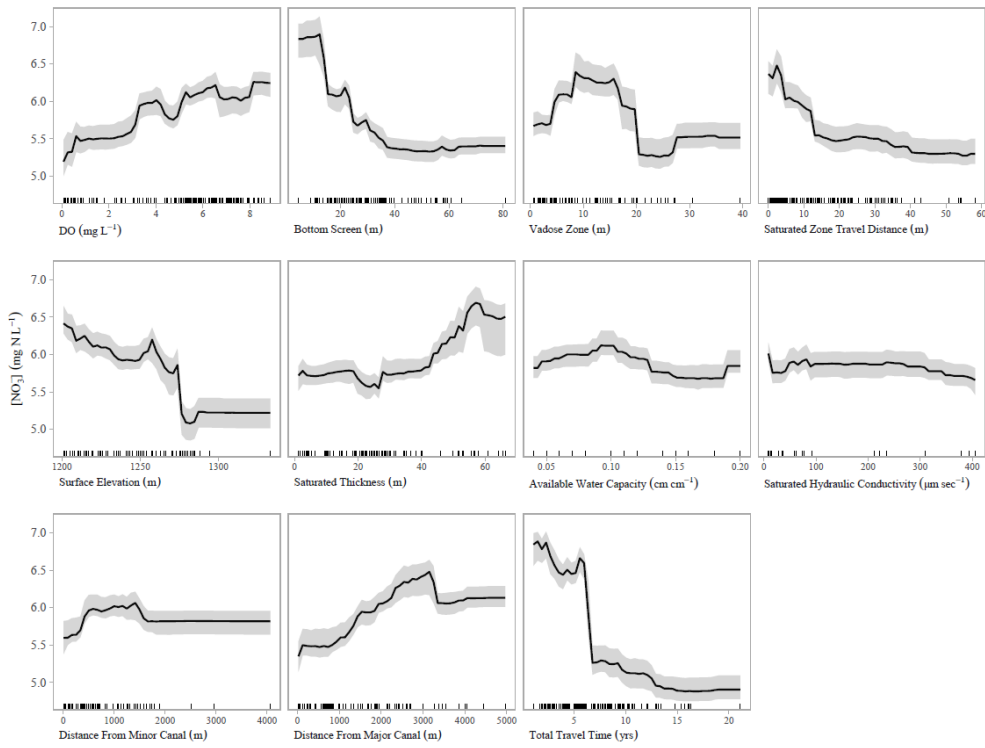 7.0
6.5
6.0
5.5
5.0
0 2 4 6 8
DO (mg L⁻¹)
0 20 40 60 80
Bottom Screen (m)
0 10 20 30 40
Vadose Zone (m)
0 10 20 30 40 50 60
Saturated Zone Travel Distance (m)
[NO₃⁻] (mg N L⁻¹)
7.0
6.5
6.0
5.5
5.0
1200 1250 1300
Surface Elevation (m)
0 20 40 60
Saturated Thickness (m)
0.05 0.10 0.15 0.20
Available Water Capacity (cm cm⁻¹)
0 100 200 300 400
Saturated Hydraulic Conductivity (µm sec⁻¹)
7.0
6.5
6.0
5.5
5.0
0 1000 2000 3000 4000
Distance From Minor Canal (m)
0 1000 2000 3000 4000 5000
Distance From Major Canal (m)
5 10 15 20
Total Travel Time (yrs)